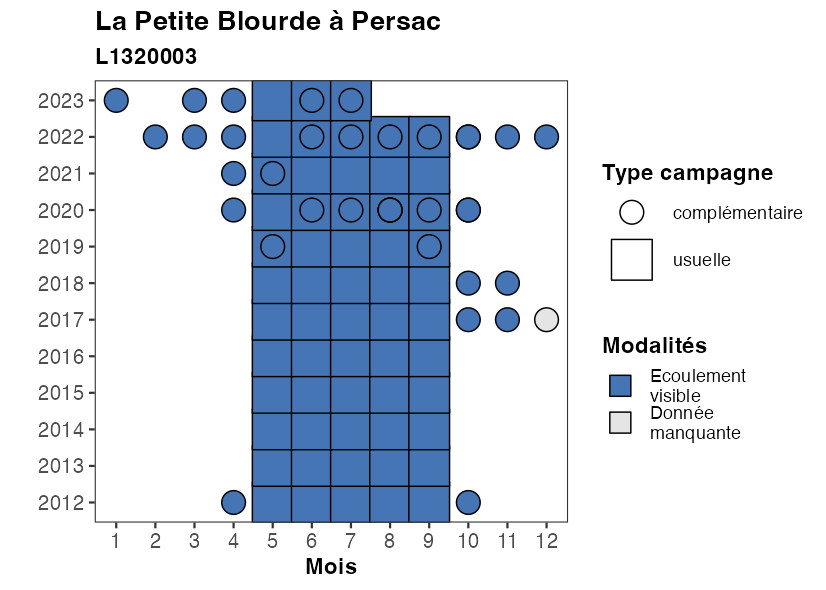 La Petite Blourde à Persac
L1320003
2023
2022
2021
2020
2019
2018
2017
2016
2015
2014
2013
2012
1 2 3 4 5 6 7 8 9 10 11 12
Mois
Type campagne
complémentaire
usuelle
Modalités
Ecoulement
visible
Donnée
manquante